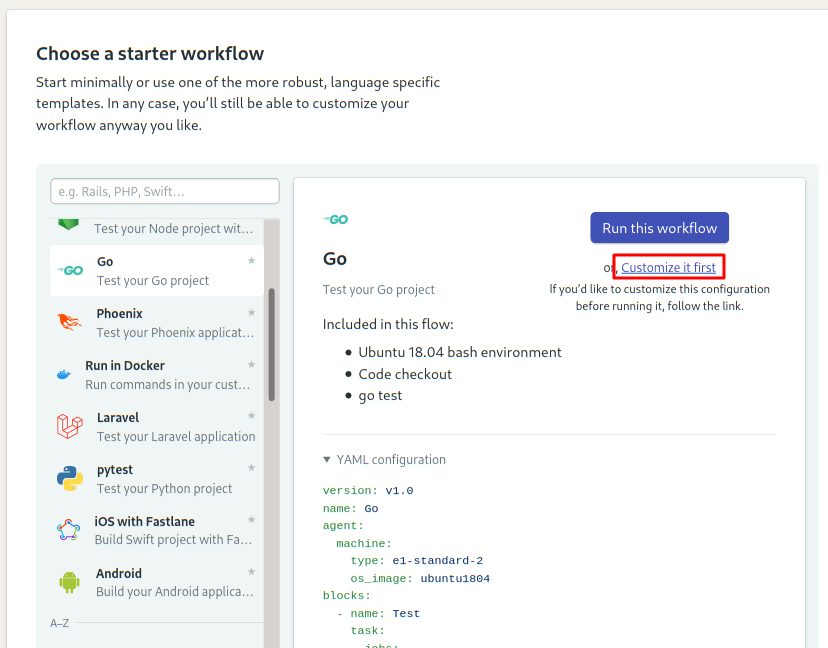 Choose a starter workflow
Start minimally or use one of the more robust, language specific
templates. In any case, you'll still be able to customize your
workflow anyway you like.
e.g. Rails, PHP, Swift…
Test your Node project wit…
Go
Test your Go project
Phoenix
Test your Phoenix applicat…
Run in Docker
Run commands in your cust…
Laravel
Test your Laravel application
pytest
Test your Python project
iOS with Fastlane
Build Swift project with Fa…
Android
Build your Android applica…
A–Z
GO
Go
Test your Go project
Run this workflow
or, Customize it first
If you'd like to customize this configuration
before running it, follow the link.
Included in this flow:
● Ubuntu 18.04 bash environment
● Code checkout
● go test
▼ YAML configuration
version: v1.0
name: Go
agent:
  machine:
    type: e1-standard-2
    os_image: ubuntu1804
blocks:
  - name: Test
    task:
      jobs: